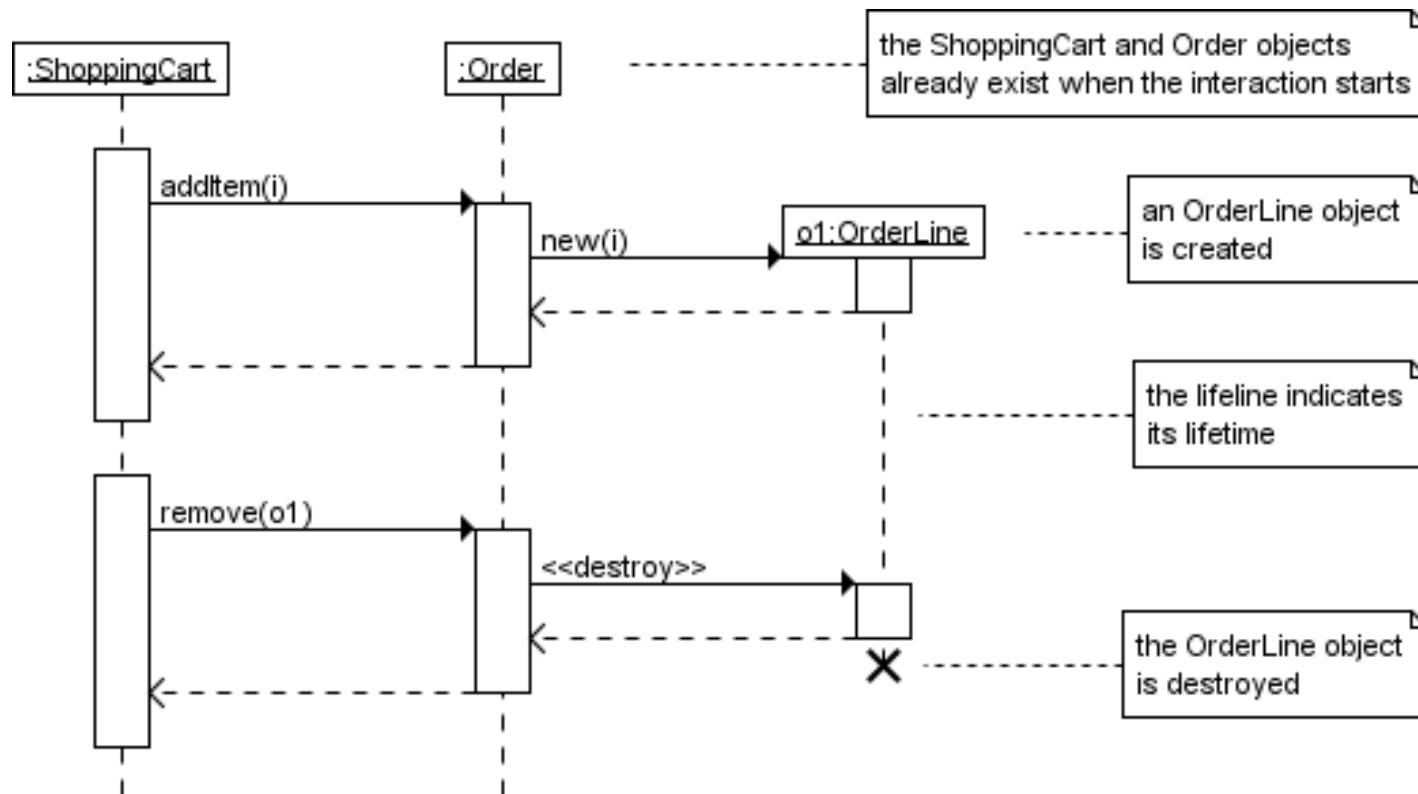 :ShoppingCart
:Order
the ShoppingCart and Order objects
already exist when the interaction starts
addItem(i)
new(i)
o1:OrderLine
an OrderLine object
is created
the lifeline indicates
its lifetime
remove(o1)
<<destroy>>
the OrderLine object
is destroyed